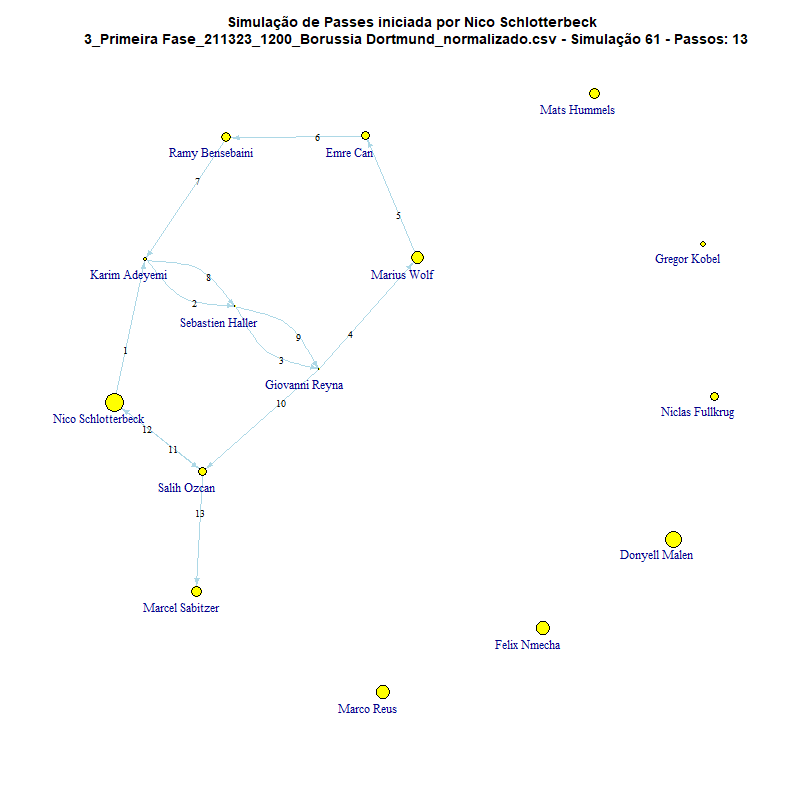 Simulação de Passes iniciada por Nico Schlotterbeck
3_Primeira Fase_211323_1200_Borussia Dortmund_normalizado.csv - Simulação 61 - Passos: 13
Mats Hummels
6
Ramy Bensebaini
Emre Can
7
5
Gregor Kobel
Karim Adeyemi
8
Marius Wolf
2
Sebastien Haller
9
4
1
3
Giovanni Reyna
10
Nico Schlotterbeck
Niclas Fullkrug
12
11
Salih Ozcan
13
Donyell Malen
Marcel Sabitzer
Felix Nmecha
Marco Reus